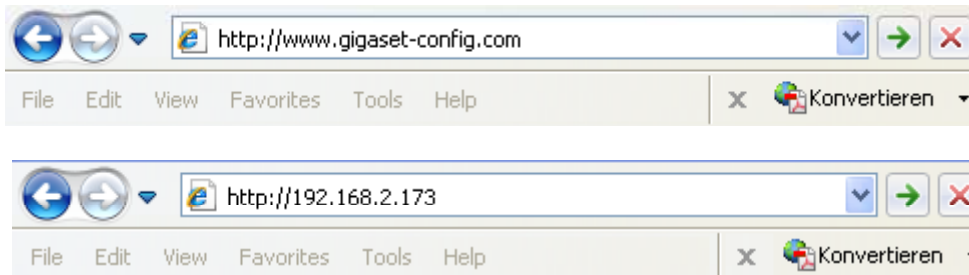 http://www.gigaset-config.com
File Edit View Favorites Tools Help x Konvertieren
http://192.168.2.173
File Edit View Favorites Tools Help x Konvertieren